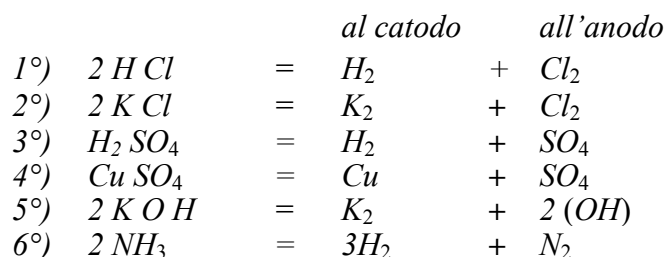 al catodo all'anodo
1°) 2 H Cl = H₂ + Cl₂
2°) 2 K Cl = K₂ + Cl₂
3°) H₂ SO₄ = H₂ + SO₄
4°) Cu SO₄ = Cu + SO₄
5°) 2 K O H = K₂ + 2 (OH)
6°) 2 NH₃ = 3H₂ + N₂